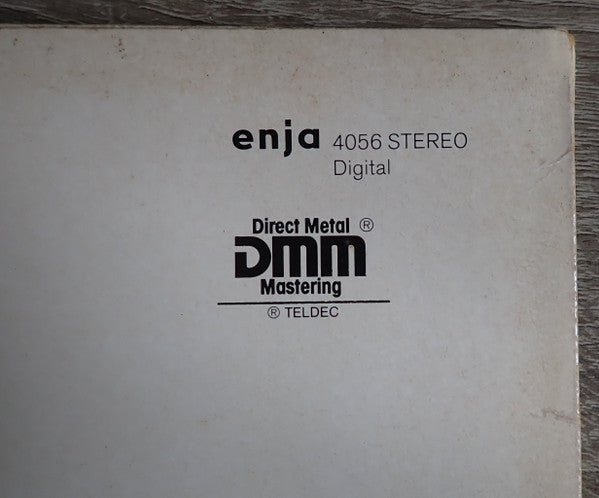 enja 4056 STEREO
Digital
Direct Metal ®
DMM
Mastering
® TELDEC